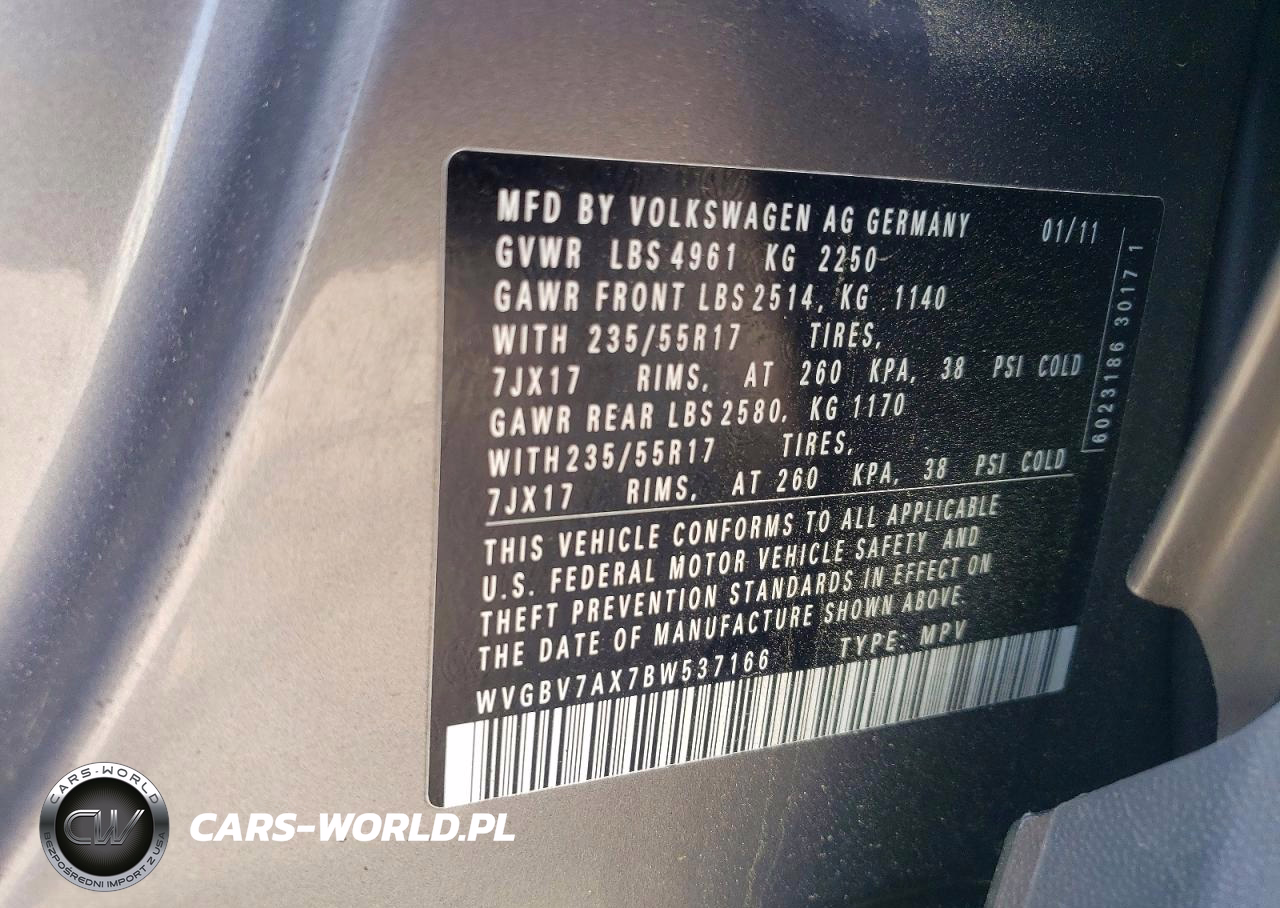 MFD BY VOLKSWAGEN AG GERMANY 01/11
GVWR LBS 4961 KG 2250
GAWR FRONT LBS 2514, KG 1140
WITH 235/55R17 TIRES,
7JX17 RIMS, AT 260 KPA, 38 PSI COLD
GAWR REAR LBS 2580, KG 1170
WITH 235/55R17 TIRES,
7JX17 RIMS, AT 260 KPA, 38 PSI COLD
THIS VEHICLE CONFORMS TO ALL APPLICABLE
U.S. FEDERAL MOTOR VEHICLE SAFETY AND
THEFT PREVENTION STANDARDS IN EFFECT ON
THE DATE OF MANUFACTURE SHOWN ABOVE.
WVGBV7AX7BW537166 TYPE: MPV
6023186 3017 1
CARS-WORLD
CW
BEZPOŚREDNI IMPORT Z USA
CARS-WORLD.PL